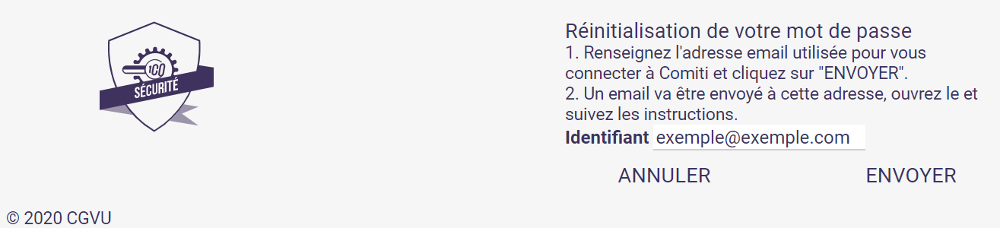 100
SÉCURITÉ
Réinitialisation de votre mot de passe
1. Renseignez l'adresse email utilisée pour vous
connecter à Comiti et cliquez sur "ENVOYER".
2. Un email va être envoyé à cette adresse, ouvrez le et
suivez les instructions.
Identifiant exemple@exemple.com
ANNULER ENVOYER
© 2020 CGVU